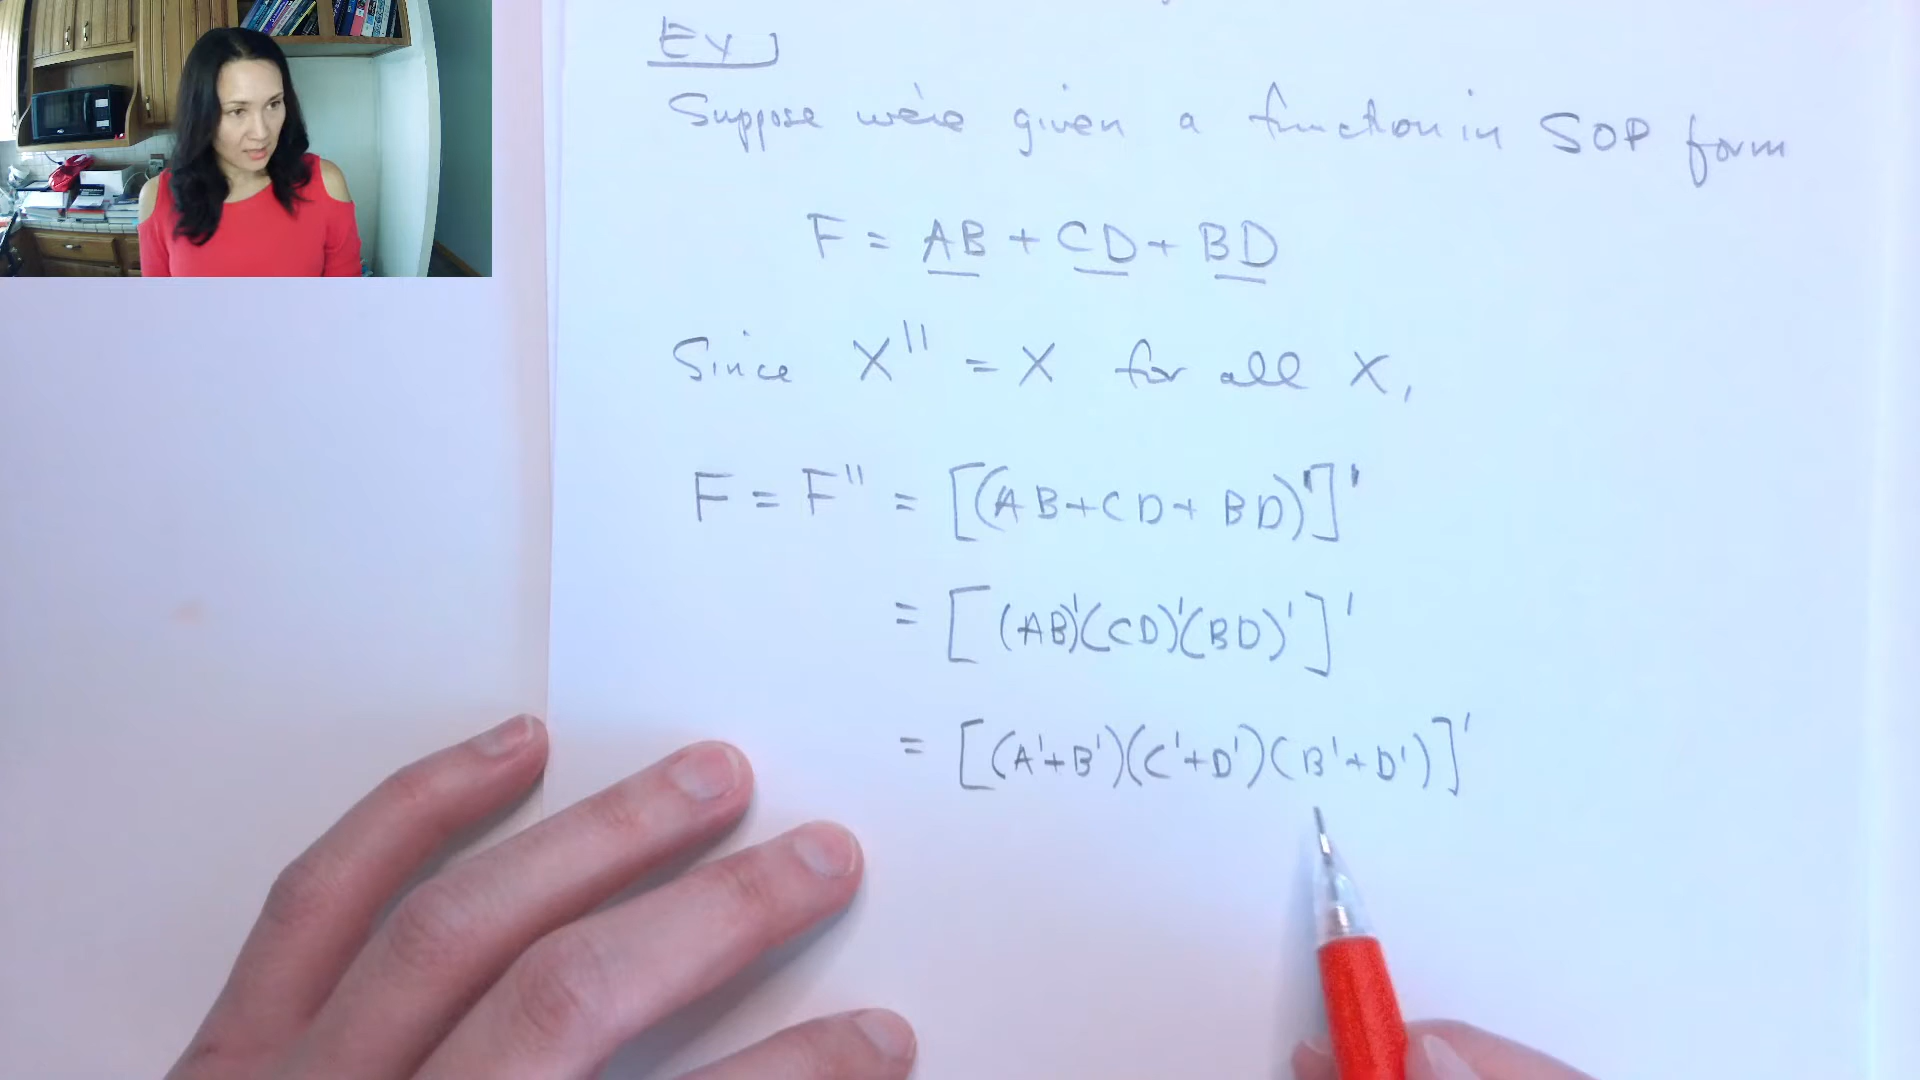 Ex
Suppose we're given a function in SOP form
F = AB + CD + BD
Since X'' = X for all X,
F = F'' = [(AB+CD+BD)']'
= [(AB)'(CD)'(BD)']'
= [(A'+B')(C'+D')(B'+D')]'